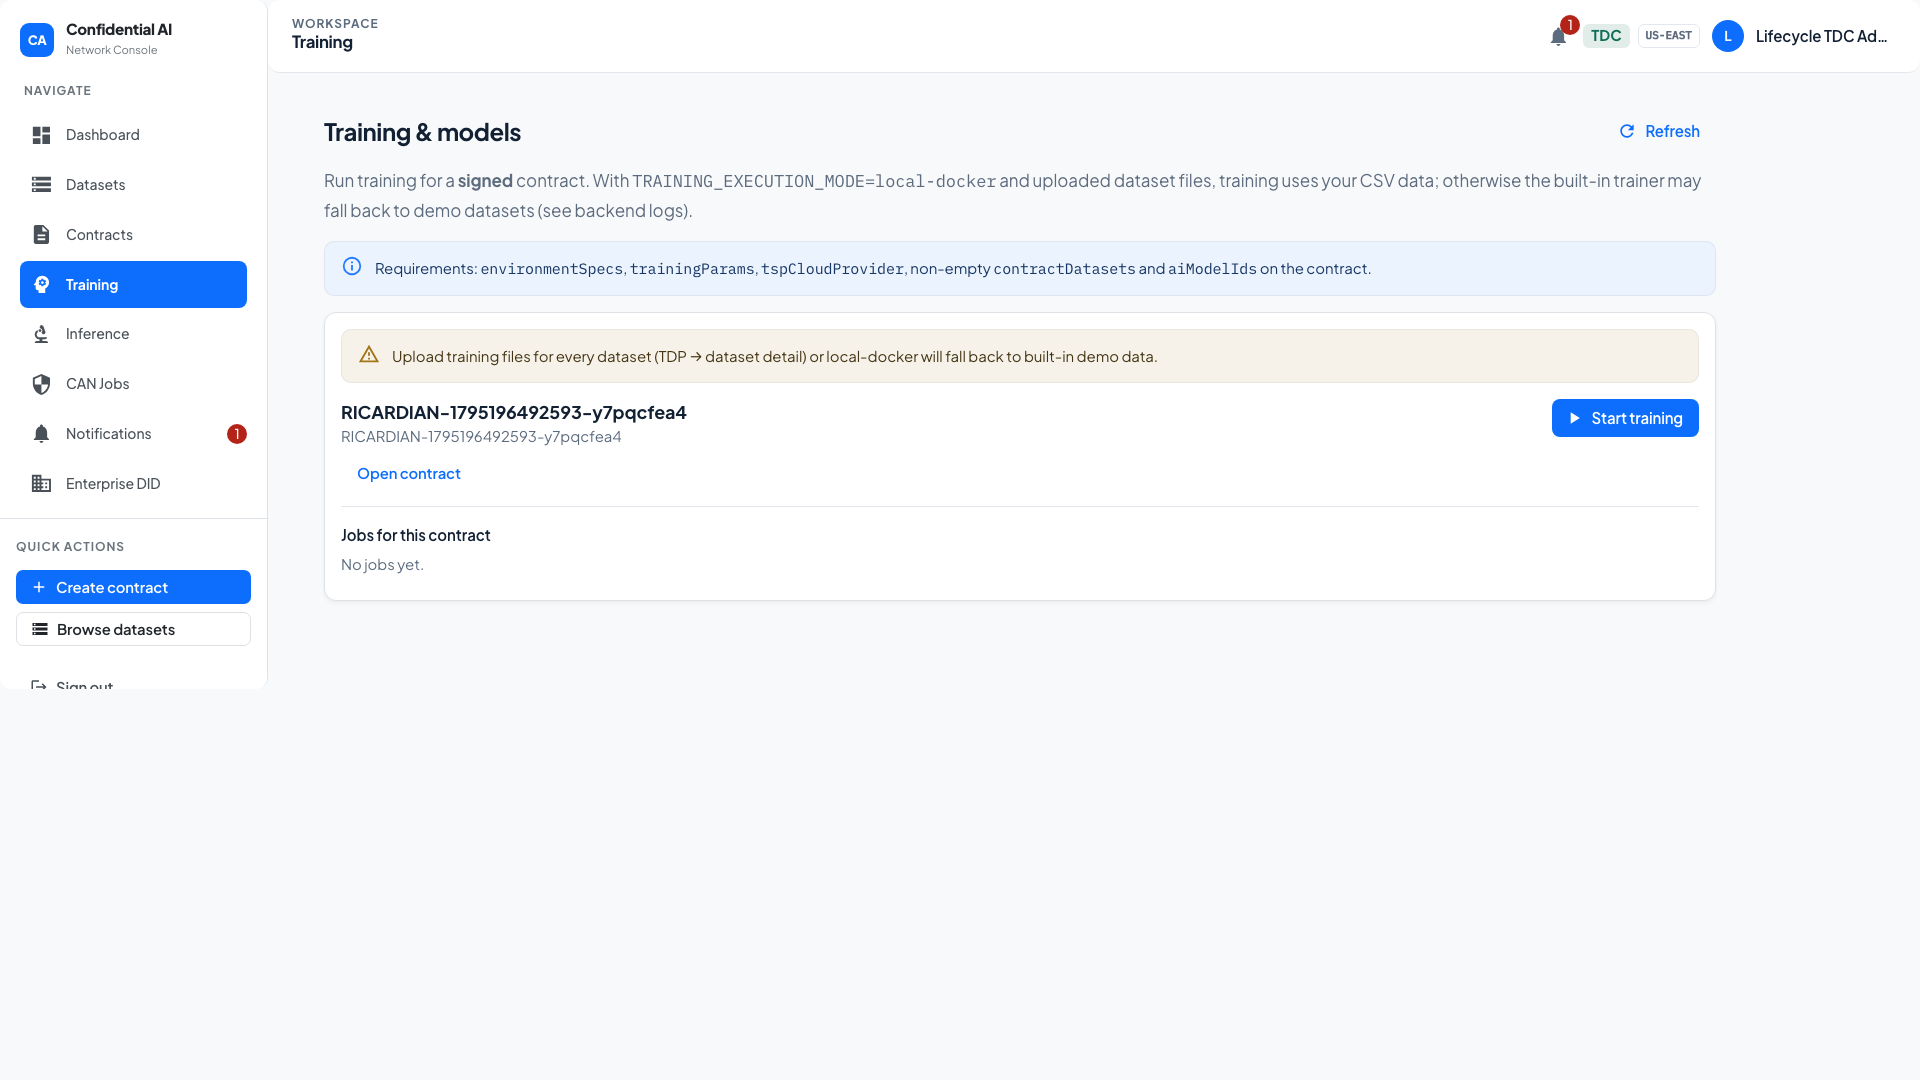 CA
Confidential AI
Network Console
NAVIGATE
Dashboard
Datasets
Contracts
Training
Inference
CAN Jobs
Notifications
1
Enterprise DID
QUICK ACTIONS
Create contract
Browse datasets
Sign out
WORKSPACE
Training
1
TDC
US-EAST
L
Lifecycle TDC Ad...
Training & models
Refresh
Run training for a signed contract. With TRAINING_EXECUTION_MODE=local-docker and uploaded dataset files, training uses your CSV data; otherwise the built-in trainer may
fall back to demo datasets (see backend logs).
Requirements: environmentSpecs, trainingParams, tspCloudProvider, non-empty contractDatasets and aiModelIds on the contract.
Upload training files for every dataset (TDP → dataset detail) or local-docker will fall back to built-in demo data.
RICARDIAN-1795196492593-y7pqcfea4
RICARDIAN-1795196492593-y7pqcfea4
Start training
Open contract
Jobs for this contract
No jobs yet.